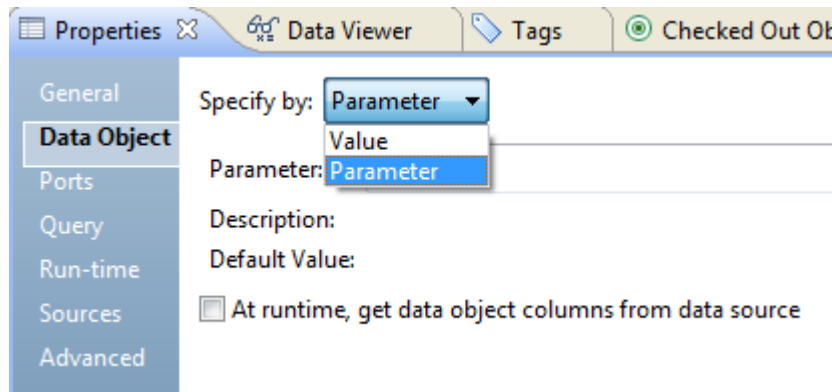 Properties Data Viewer Tags Checked Out Ob
General
Specify by: Parameter
Data Object
Value
Parameter: Parameter
Ports
Description:
Query
Default Value:
Run-time
At runtime, get data object columns from data source
Sources
Advanced